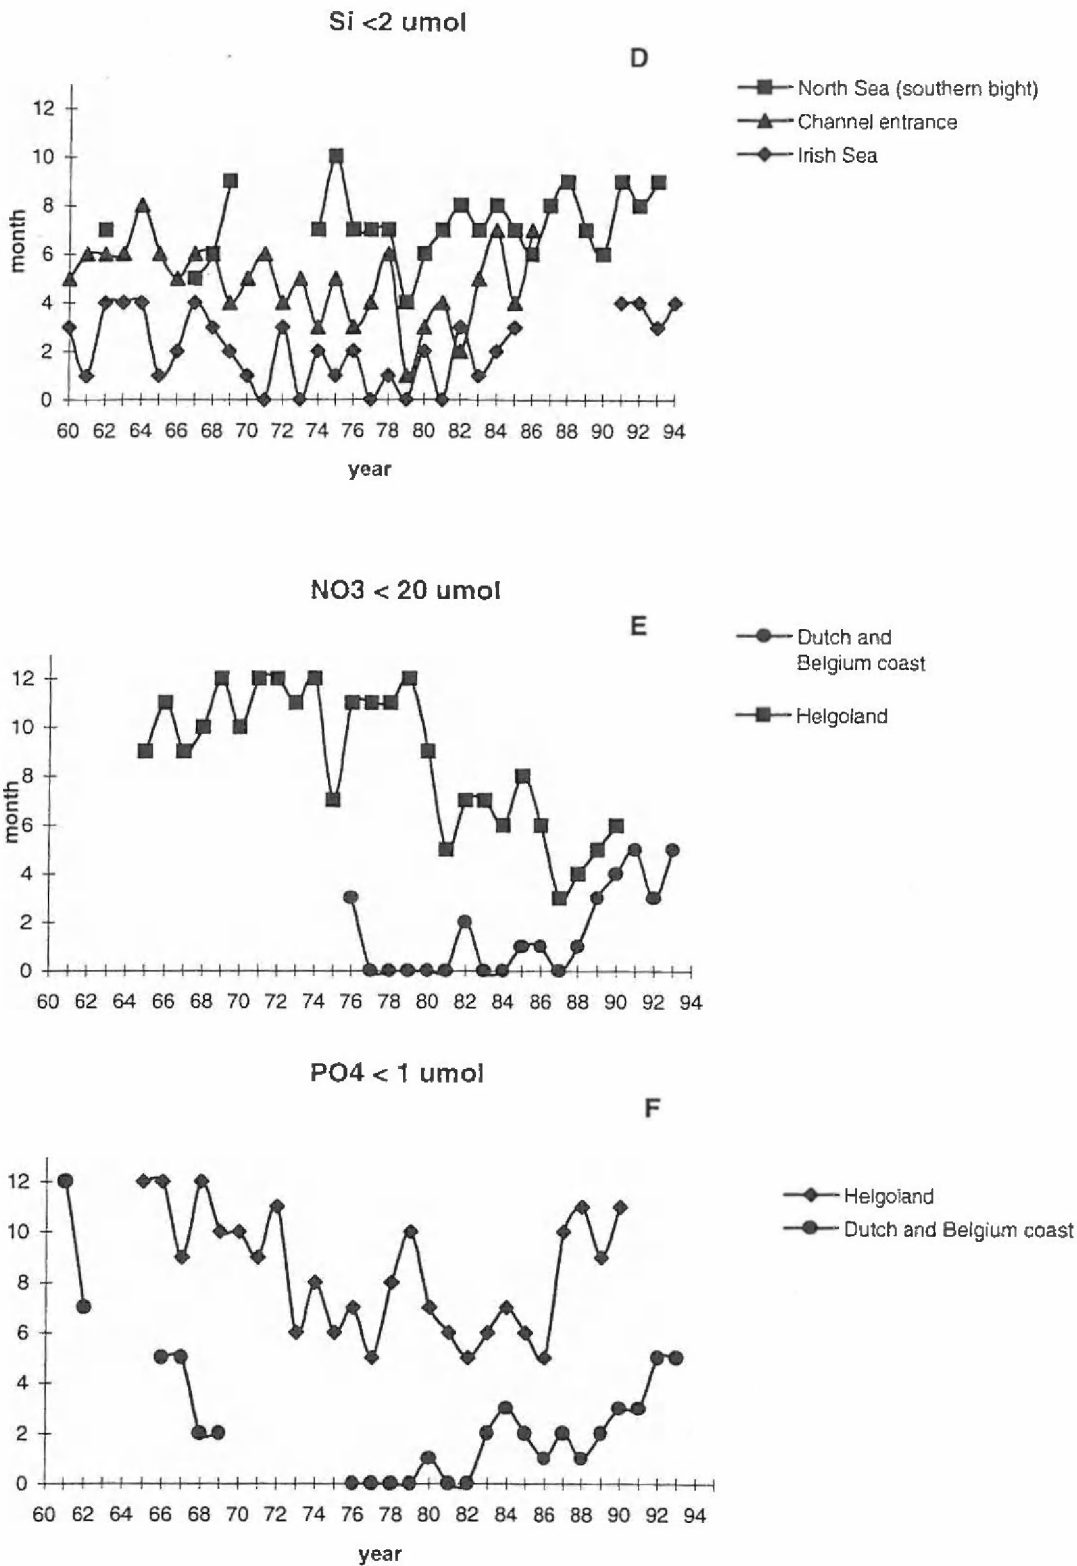 Si <2 umol
D
North Sea (southern bight)
Channel entrance
Irish Sea
month
12
10
8
6
4
2
0
60 62 64 66 68 70 72 74 76 78 80 82 84 86 88 90 92 94
year
NO3 < 20 umol
E
Dutch and
Belgium coast
Helgoland
month
12
10
8
6
4
2
0
60 62 64 66 68 70 72 74 76 78 80 82 84 86 88 90 92 94
PO4 < 1 umol
F
Helgoland
Dutch and Belgium coast
12
10
8
6
4
2
0
60 62 64 66 68 70 72 74 76 78 80 82 84 86 88 90 92 94
year